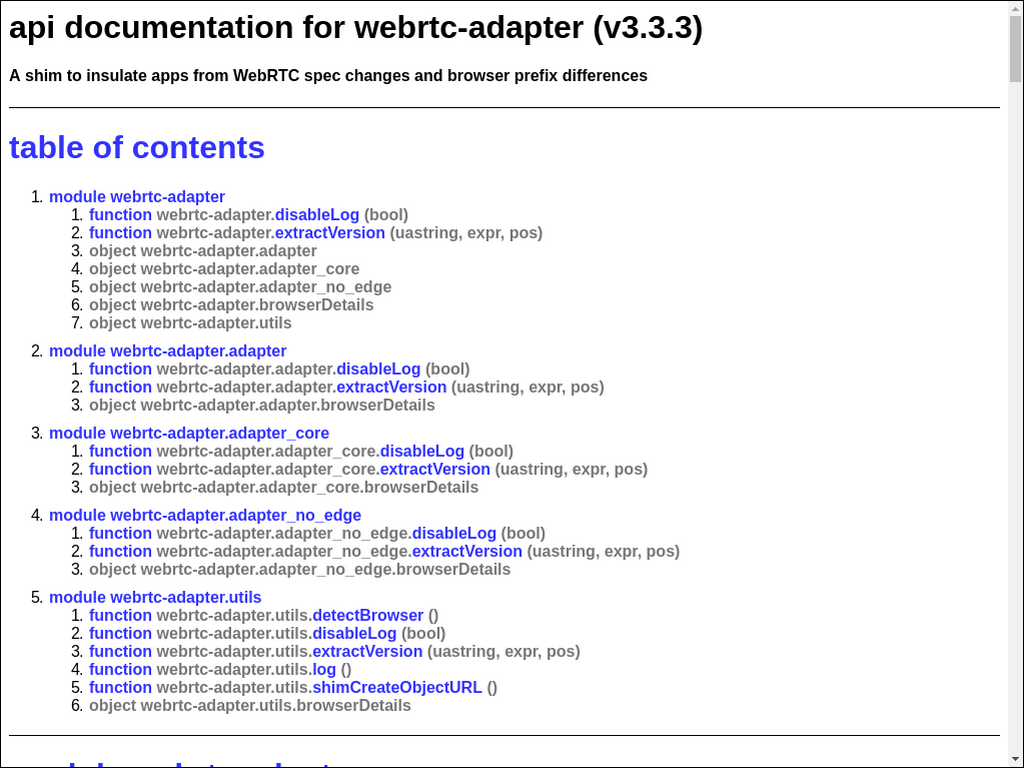 api documentation for webrtc-adapter (v3.3.3)
A shim to insulate apps from WebRTC spec changes and browser prefix differences
table of contents
1. module webrtc-adapter
1. function webrtc-adapter.disableLog (bool)
2. function webrtc-adapter.extractVersion (uastring, expr, pos)
3. object webrtc-adapter.adapter
4. object webrtc-adapter.adapter_core
5. object webrtc-adapter.adapter_no_edge
6. object webrtc-adapter.browserDetails
7. object webrtc-adapter.utils
2. module webrtc-adapter.adapter
1. function webrtc-adapter.adapter.disableLog (bool)
2. function webrtc-adapter.adapter.extractVersion (uastring, expr, pos)
3. object webrtc-adapter.adapter.browserDetails
3. module webrtc-adapter.adapter_core
1. function webrtc-adapter.adapter_core.disableLog (bool)
2. function webrtc-adapter.adapter_core.extractVersion (uastring, expr, pos)
3. object webrtc-adapter.adapter_core.browserDetails
4. module webrtc-adapter.adapter_no_edge
1. function webrtc-adapter.adapter_no_edge.disableLog (bool)
2. function webrtc-adapter.adapter_no_edge.extractVersion (uastring, expr, pos)
3. object webrtc-adapter.adapter_no_edge.browserDetails
5. module webrtc-adapter.utils
1. function webrtc-adapter.utils.detectBrowser ()
2. function webrtc-adapter.utils.disableLog (bool)
3. function webrtc-adapter.utils.extractVersion (uastring, expr, pos)
4. function webrtc-adapter.utils.log ()
5. function webrtc-adapter.utils.shimCreateObjectURL ()
6. object webrtc-adapter.utils.browserDetails